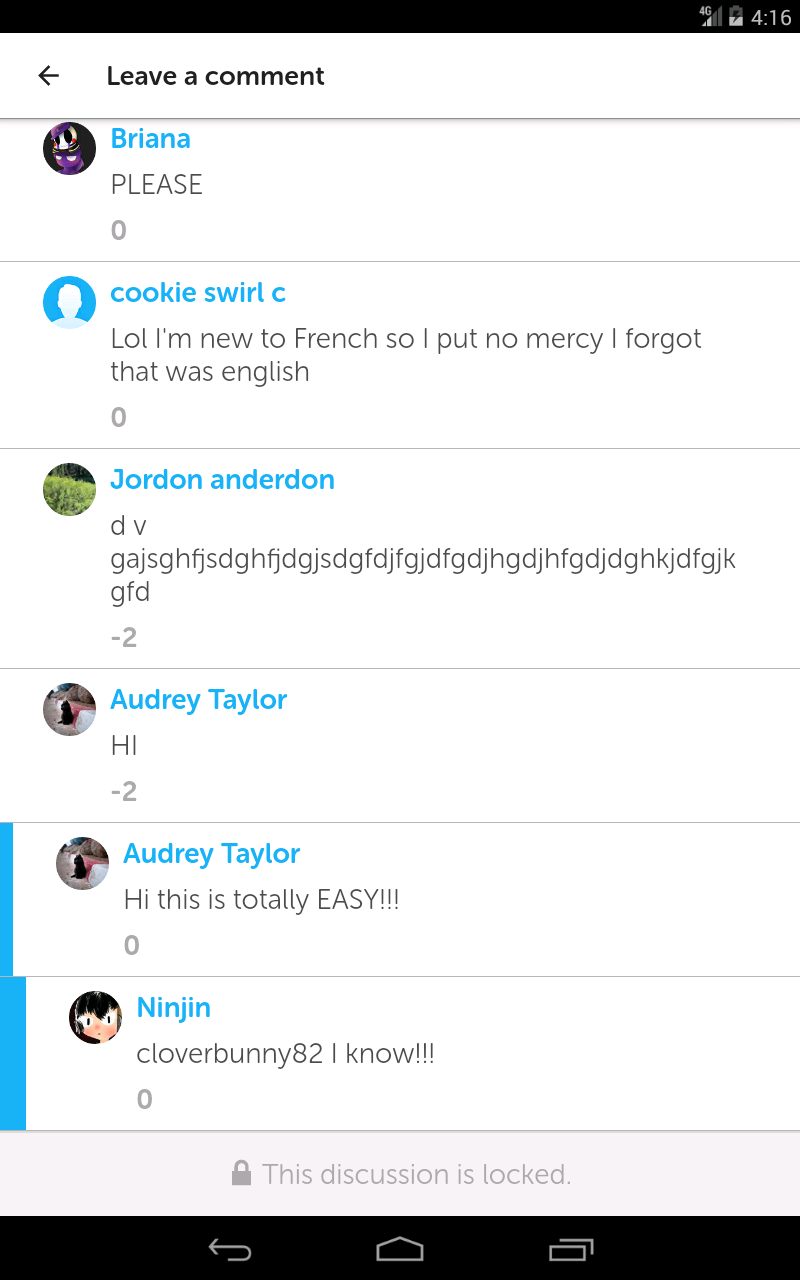 4G 4:16
Leave a comment
Briana
PLEASE
0
cookie swirl c
Lol I'm new to French so I put no mercy I forgot
that was english
0
Jordon anderdon
d v
gajsghfjsdghfjdgjsdgfdjfgjdfgdjhgdjhfgdjdghkjdfgjk
gfd
-2
Audrey Taylor
HI
-2
Audrey Taylor
Hi this is totally EASY!!!
0
Ninjin
cloverbunny82 I know!!!
0
This discussion is locked.